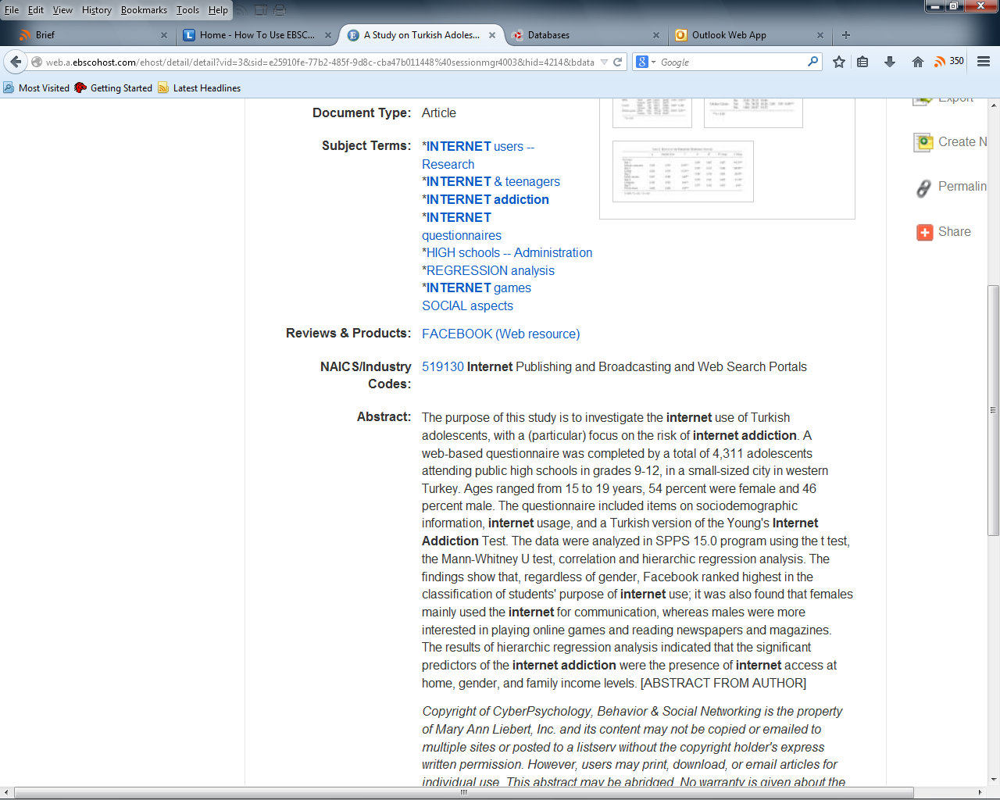 File Edit View History Bookmarks Tools Help
Brief
Home - How To Use EBSC...
A Study on Turkish Adoles...
Databases
Outlook Web App
web.a.ebscohost.com/ehost/detail/detail?vid=3&sid=e25910fe-77b2-485f-9d8c-cba47b011448%40sessionmgr4003&hid=4214&bdata
Google
350
Most Visited Getting Started Latest Headlines
Export
Document Type: Article
Create N
Subject Terms: *INTERNET users --
Research
*INTERNET & teenagers
*INTERNET addiction
*INTERNET
questionnaires
*HIGH schools -- Administration
*REGRESSION analysis
*INTERNET games
SOCIAL aspects
Permalin
Share
Reviews & Products: FACEBOOK (Web resource)
NAICS/Industry Codes: 519130 Internet Publishing and Broadcasting and Web Search Portals
Abstract: The purpose of this study is to investigate the internet use of Turkish
adolescents, with a (particular) focus on the risk of internet addiction. A
web-based questionnaire was completed by a total of 4,311 adolescents
attending public high schools in grades 9-12, in a small-sized city in western
Turkey. Ages ranged from 15 to 19 years, 54 percent were female and 46
percent male. The questionnaire included items on sociodemographic
information, internet usage, and a Turkish version of the Young's Internet
Addiction Test. The data were analyzed in SPPS 15.0 program using the t test,
the Mann-Whitney U test, correlation and hierarchic regression analysis. The
findings show that, regardless of gender, Facebook ranked highest in the
classification of students' purpose of internet use; it was also found that females
mainly used the internet for communication, whereas males were more
interested in playing online games and reading newspapers and magazines.
The results of hierarchic regression analysis indicated that the significant
predictors of the internet addiction were the presence of internet access at
home, gender, and family income levels. [ABSTRACT FROM AUTHOR]
Copyright of CyberPsychology, Behavior & Social Networking is the property
of Mary Ann Liebert, Inc. and its content may not be copied or emailed to
multiple sites or posted to a listserv without the copyright holder's express
written permission. However, users may print, download, or email articles for
individual use. This abstract may be abridged. No warranty is given about the